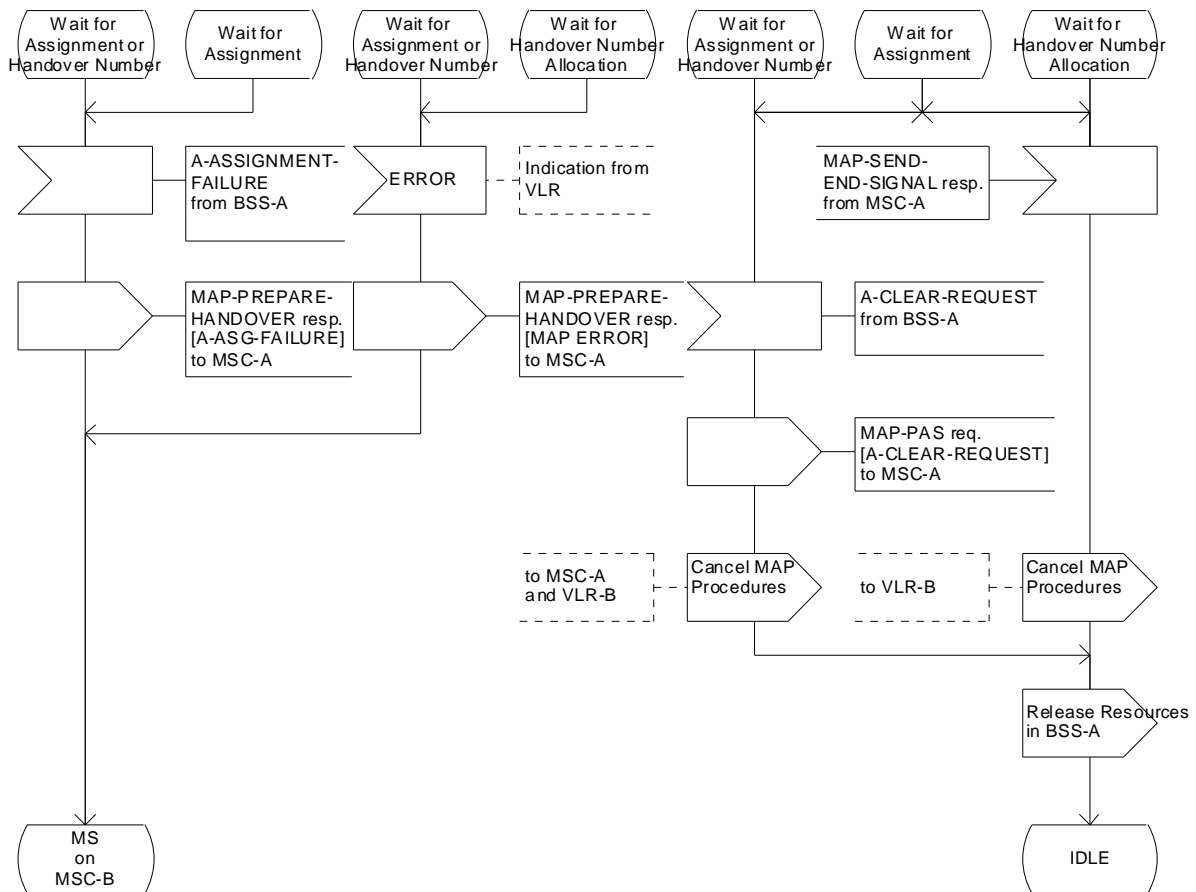 Wait for
Assignment or
Handover Number
Wait for
Assignment
Wait for
Assignment or
Handover Number
Wait for
Handover Number
Allocation
Wait for
Assignment or
Handover Number
Wait for
Assignment
Wait for
Handover Number
Allocation
A-ASSIGNMENT-
FAILURE
from BSS-A
ERROR
Indication from
VLR
MAP-SEND-
END-SIGNAL resp.
from MSC-A
MAP-PREPARE-
HANDOVER resp.
[A-ASG-FAILURE]
to MSC-A
MAP-PREPARE-
HANDOVER resp.
[MAP ERROR]
to MSC-A
A-CLEAR-REQUEST
from BSS-A
MAP-PAS req.
[A-CLEAR-REQUEST]
to MSC-A
to MSC-A
and VLR-B
Cancel MAP
Procedures
to VLR-B
Cancel MAP
Procedures
Release Resources
in BSS-A
MS
on
MSC-B
IDLE